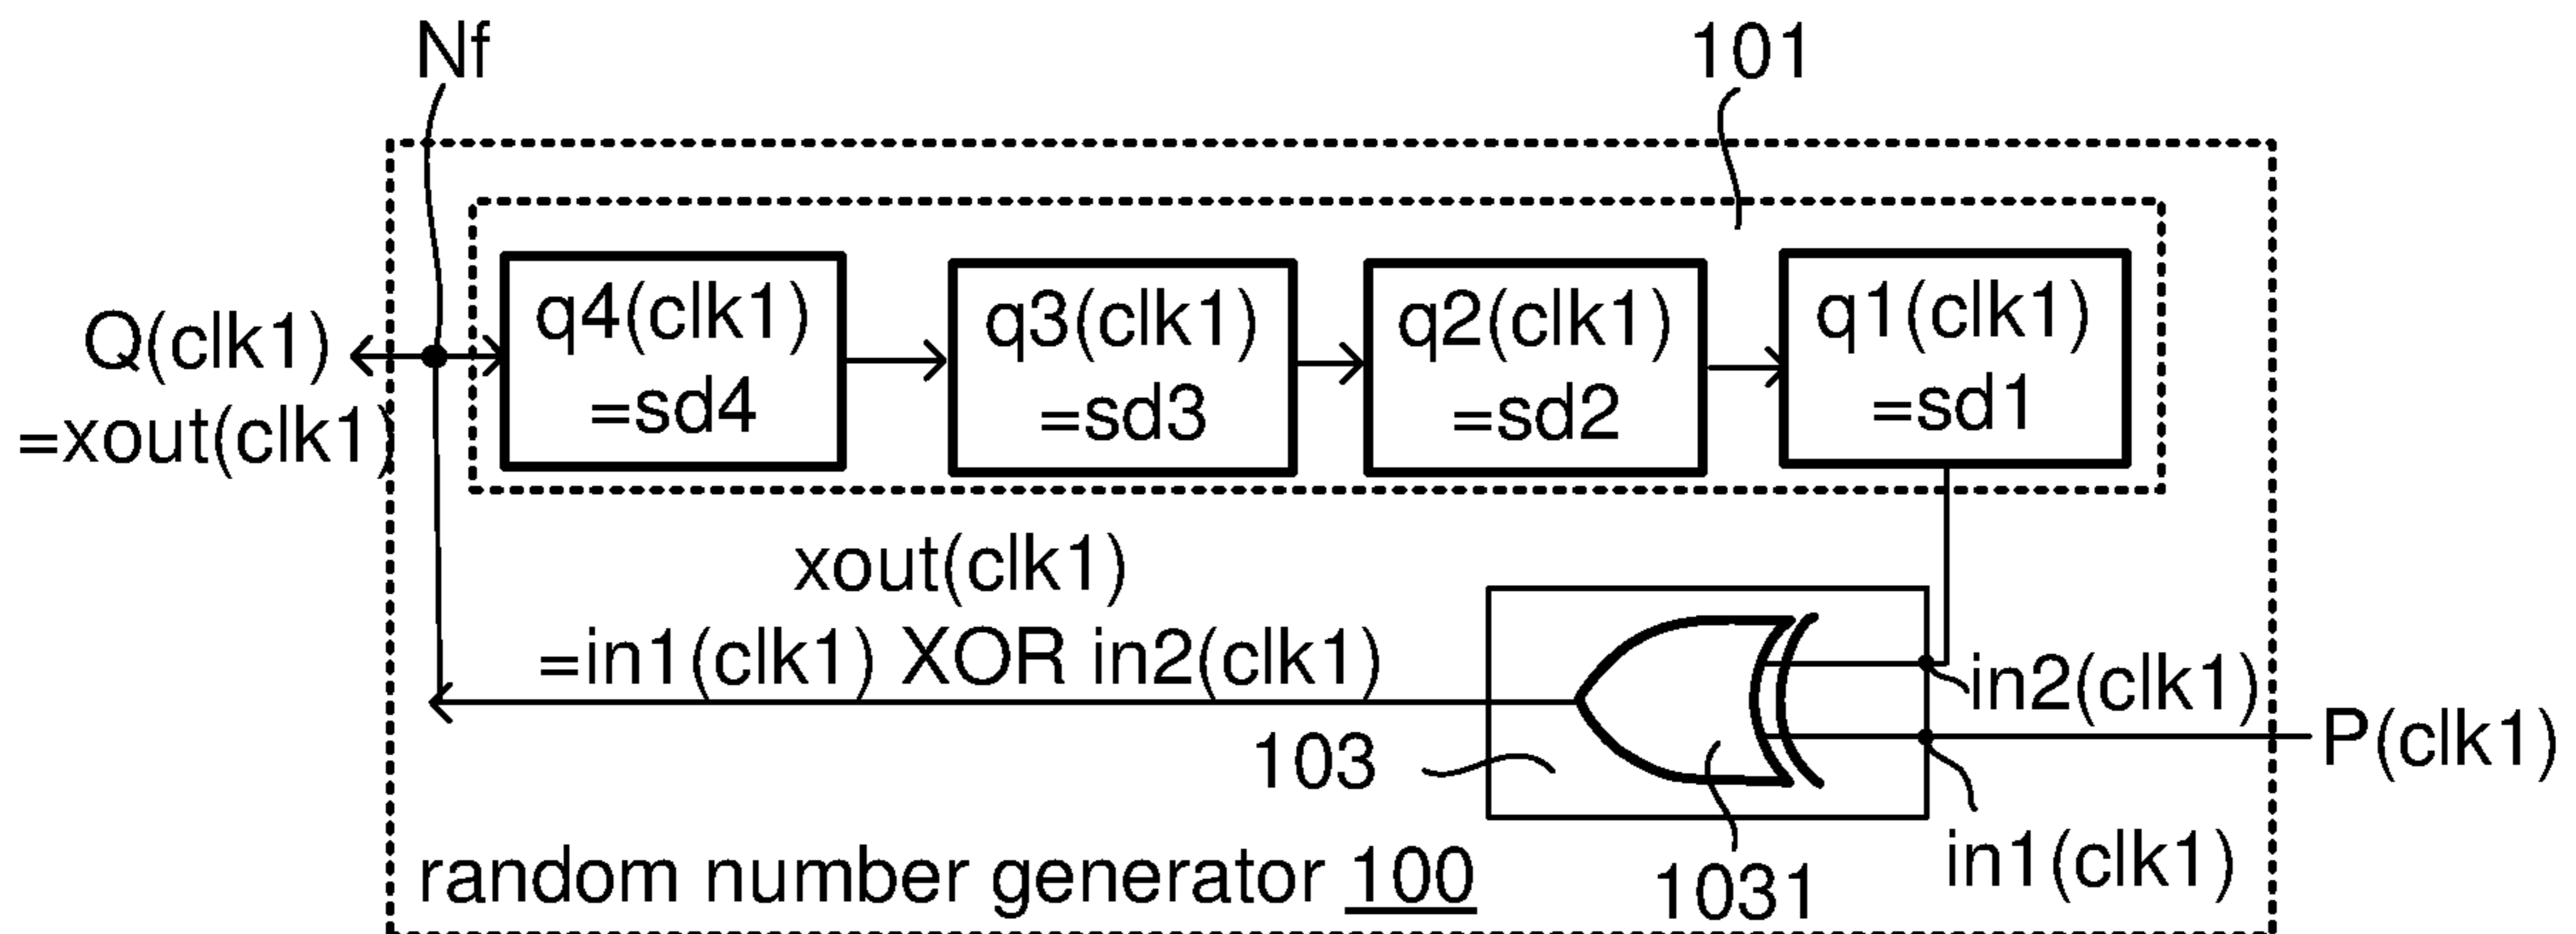 Nf
101
Q(clk1)
=xout(clk1)
q4(clk1)
=sd4
q3(clk1)
=sd3
q2(clk1)
=sd2
q1(clk1)
=sd1
xout(clk1)
=in1(clk1) XOR in2(clk1)
in2(clk1)
P(clk1)
103
in1(clk1)
1031
random number generator 100